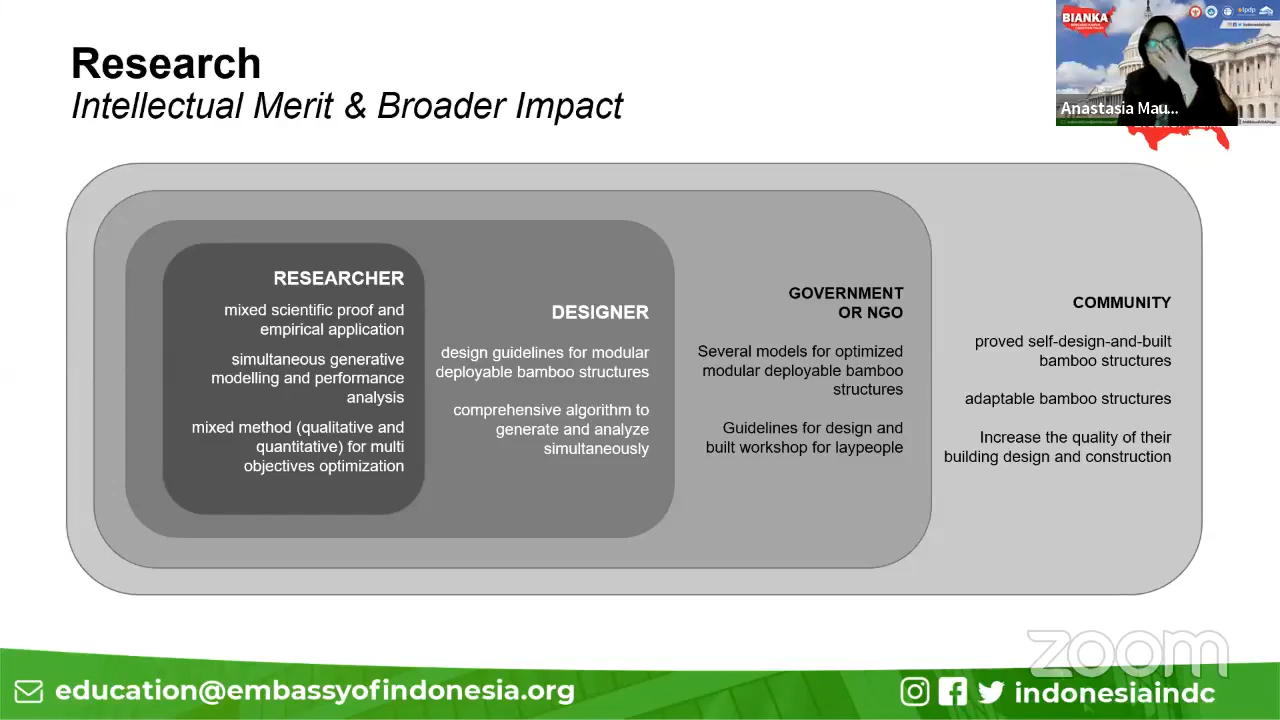 Research
Intellectual Merit & Broader Impact
BIANKA
lpdp
Anastasia Mau...
RESEARCHER
mixed scientific proof and
empirical application
simultaneous generative
modelling and performance
analysis
mixed method (qualitative and
quantitative) for multi
objectives optimization
DESIGNER
design guidelines for modular
deployable bamboo structures
comprehensive algorithm to
generate and analyze
simultaneously
GOVERNMENT
OR NGO
Several models for optimized
modular deployable bamboo
structures
Guidelines for design and
built workshop for laypeople
COMMUNITY
proved self-design-and-built
bamboo structures
adaptable bamboo structures
Increase the quality of their
building design and construction
zoom
education@embassyofindonesia.org
indonesiaindc